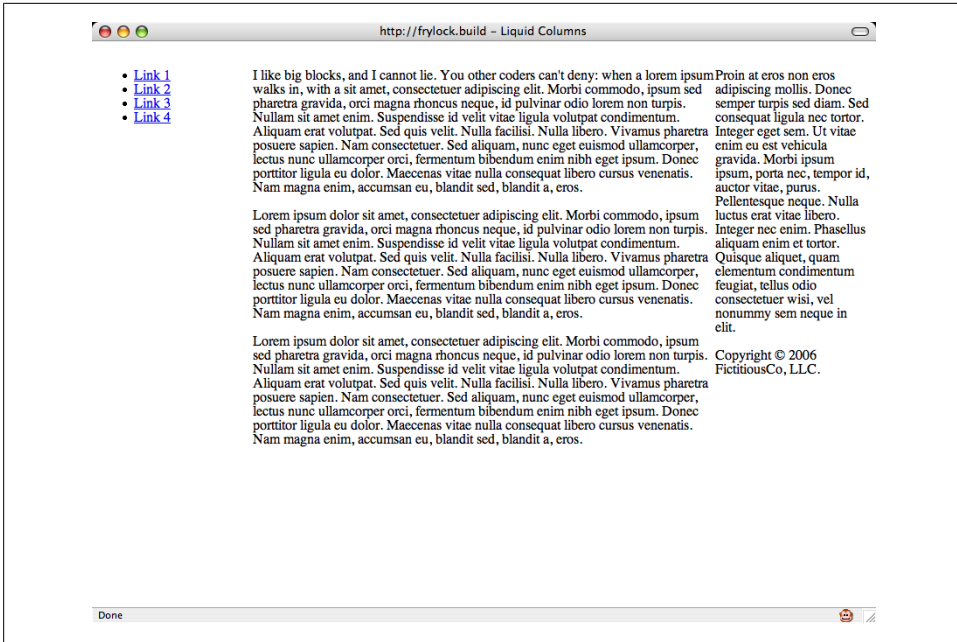 http://frylock.build – Liquid Columns
• Link 1
• Link 2
• Link 3
• Link 4
I like big blocks, and I cannot lie. You other coders can't deny: when a lorem ipsum
walks in, with a sit amet, consectetuer adipiscing elit. Morbi commodo, ipsum sed
pharetra gravida, orci magna rhoncus neque, id pulvinar odio lorem non turpis.
Nullam sit amet enim. Suspendisse id velit vitae ligula volutpat condimentum.
Aliquam erat volutpat. Sed quis velit. Nulla facilisi. Nulla libero. Vivamus pharetra
posuere sapien. Nam consectetuer. Sed aliquam, nunc eget euismod ullamcorper,
lectus nunc ullamcorper orci, fermentum bibendum enim nibh eget ipsum. Donec
porttitor ligula eu dolor. Maecenas vitae nulla consequat libero cursus venenatis.
Nam magna enim, accumsan eu, blandit sed, blandit a, eros.
Lorem ipsum dolor sit amet, consectetuer adipiscing elit. Morbi commodo, ipsum
sed pharetra gravida, orci magna rhoncus neque, id pulvinar odio lorem non turpis.
Nullam sit amet enim. Suspendisse id velit vitae ligula volutpat condimentum.
Aliquam erat volutpat. Sed quis velit. Nulla facilisi. Nulla libero. Vivamus pharetra
posuere sapien. Nam consectetuer. Sed aliquam, nunc eget euismod ullamcorper,
lectus nunc ullamcorper orci, fermentum bibendum enim nibh eget ipsum. Donec
porttitor ligula eu dolor. Maecenas vitae nulla consequat libero cursus venenatis.
Nam magna enim, accumsan eu, blandit sed, blandit a, eros.
Lorem ipsum dolor sit amet, consectetuer adipiscing elit. Morbi commodo, ipsum
sed pharetra gravida, orci magna rhoncus neque, id pulvinar odio lorem non turpis.
Nullam sit amet enim. Suspendisse id velit vitae ligula volutpat condimentum.
Aliquam erat volutpat. Sed quis velit. Nulla facilisi. Nulla libero. Vivamus pharetra
posuere sapien. Nam consectetuer. Sed aliquam, nunc eget euismod ullamcorper,
lectus nunc ullamcorper orci, fermentum bibendum enim nibh eget ipsum. Donec
porttitor ligula eu dolor. Maecenas vitae nulla consequat libero cursus venenatis.
Nam magna enim, accumsan eu, blandit sed, blandit a, eros.
Proin at eros non eros
adipiscing mollis. Donec
semper turpis sed diam. Sed
consequat ligula nec tortor.
Integer eget sem. Ut vitae
enim eu est vehicula
gravida. Morbi ipsum
ipsum, porta nec, tempor id,
auctor vitae, purus.
Pellentesque neque. Nulla
luctus erat vitae libero.
Integer nec enim. Phasellus
aliquam enim et tortor.
Quisque aliquet, quam
elementum condimentum
feugiat, tellus odio
consectetuer wisi, vel
nonummy sem neque in
elit.
Copyright © 2006
FictitiousCo, LLC.
Done